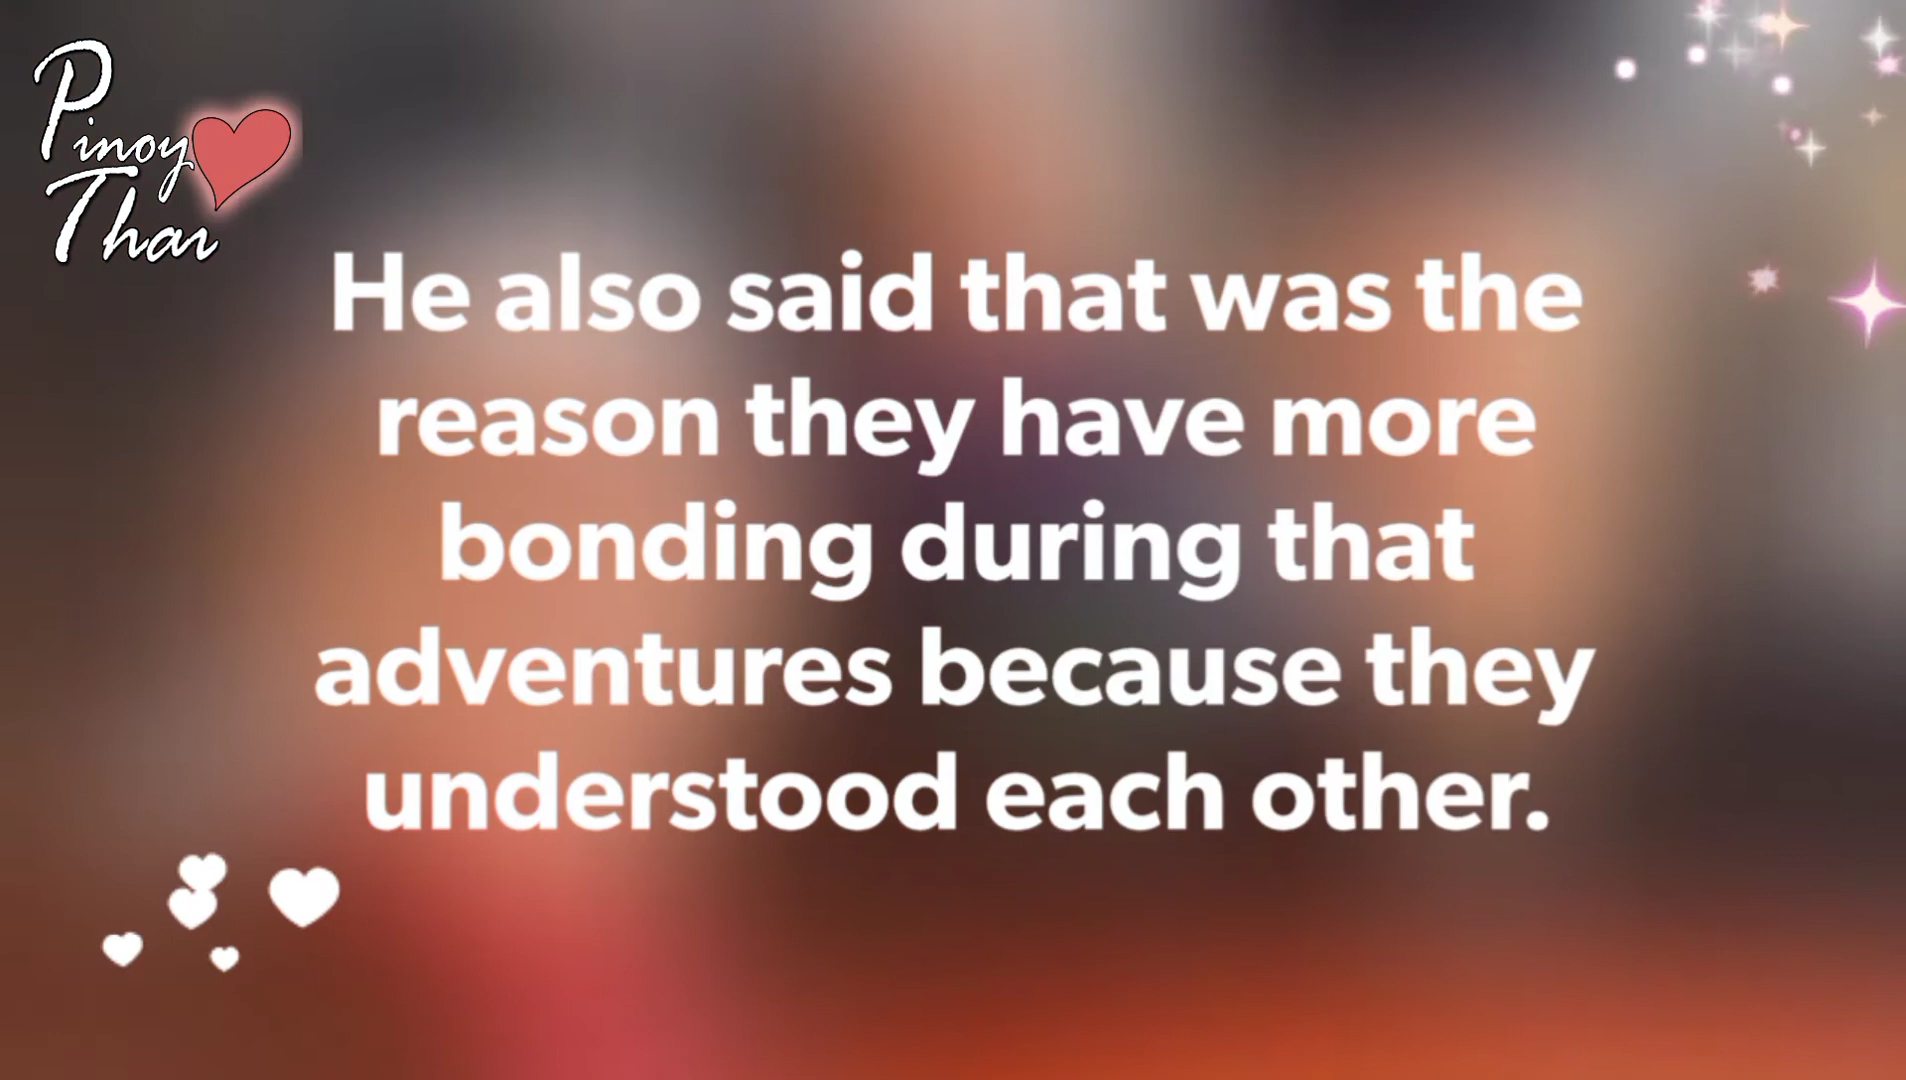 Pinoy
Thai
He also said that was the
reason they have more
bonding during that
adventures because they
understood each other.